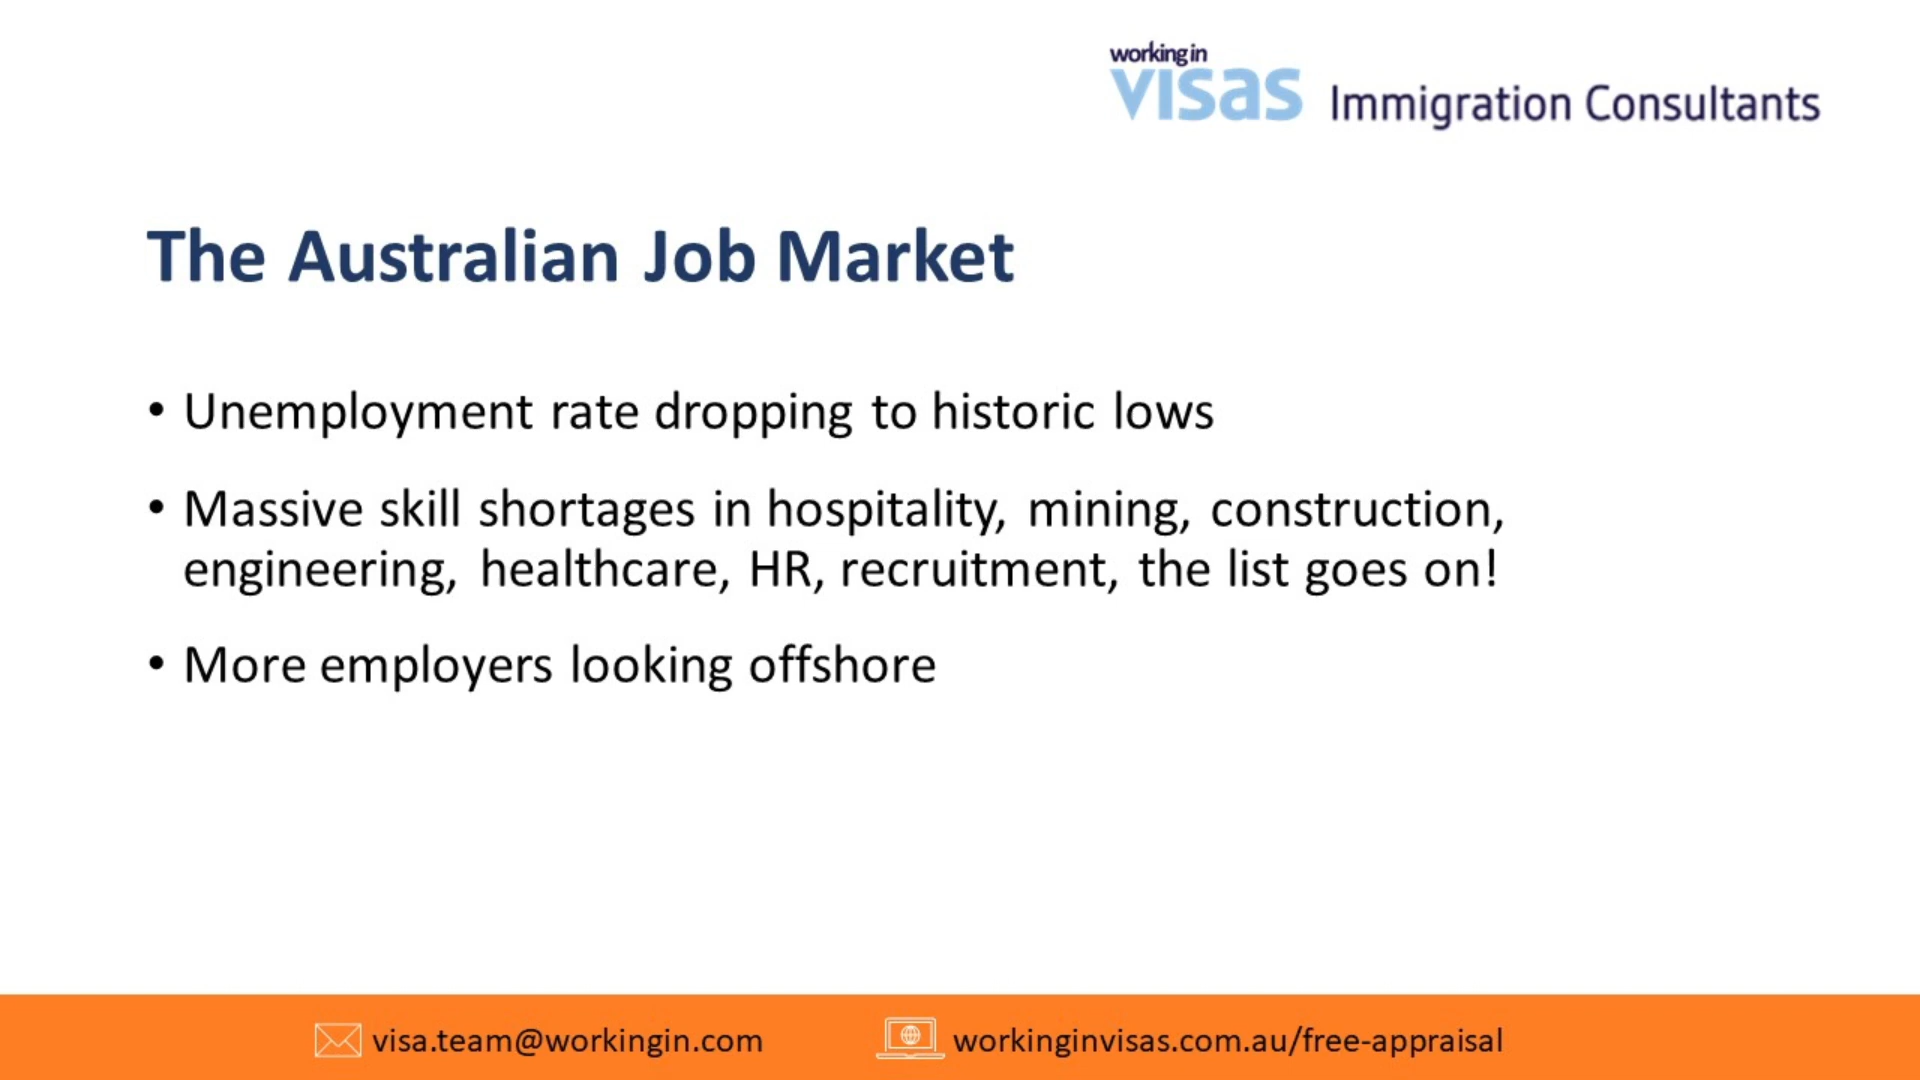 working in
visas Immigration Consultants
The Australian Job Market
• Unemployment rate dropping to historic lows
• Massive skill shortages in hospitality, mining, construction,
engineering, healthcare, HR, recruitment, the list goes on!
• More employers looking offshore
visa.team@workingin.com
workinginvisas.com.au/free-appraisal